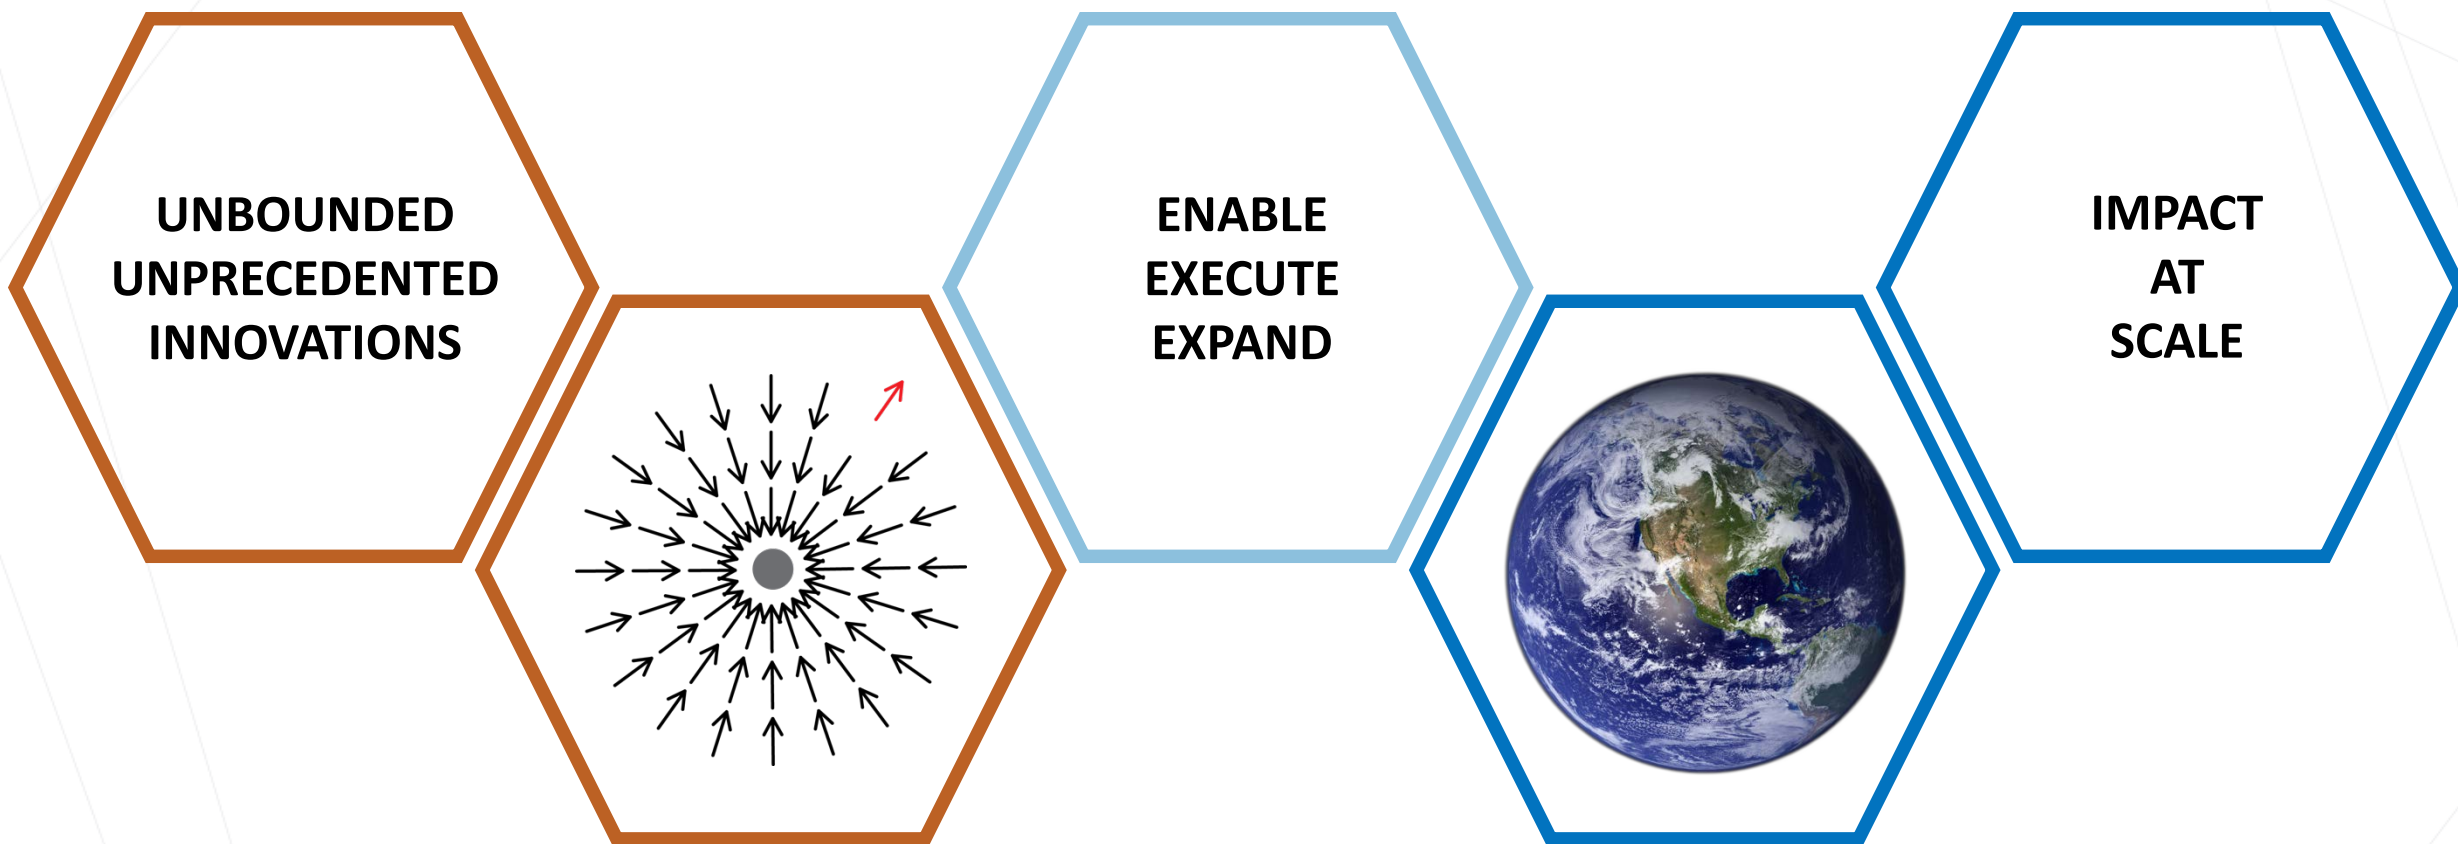 UNBOUNDED
UNPRECEDENTED
INNOVATIONS
ENABLE
EXECUTE
EXPAND
IMPACT
AT
SCALE